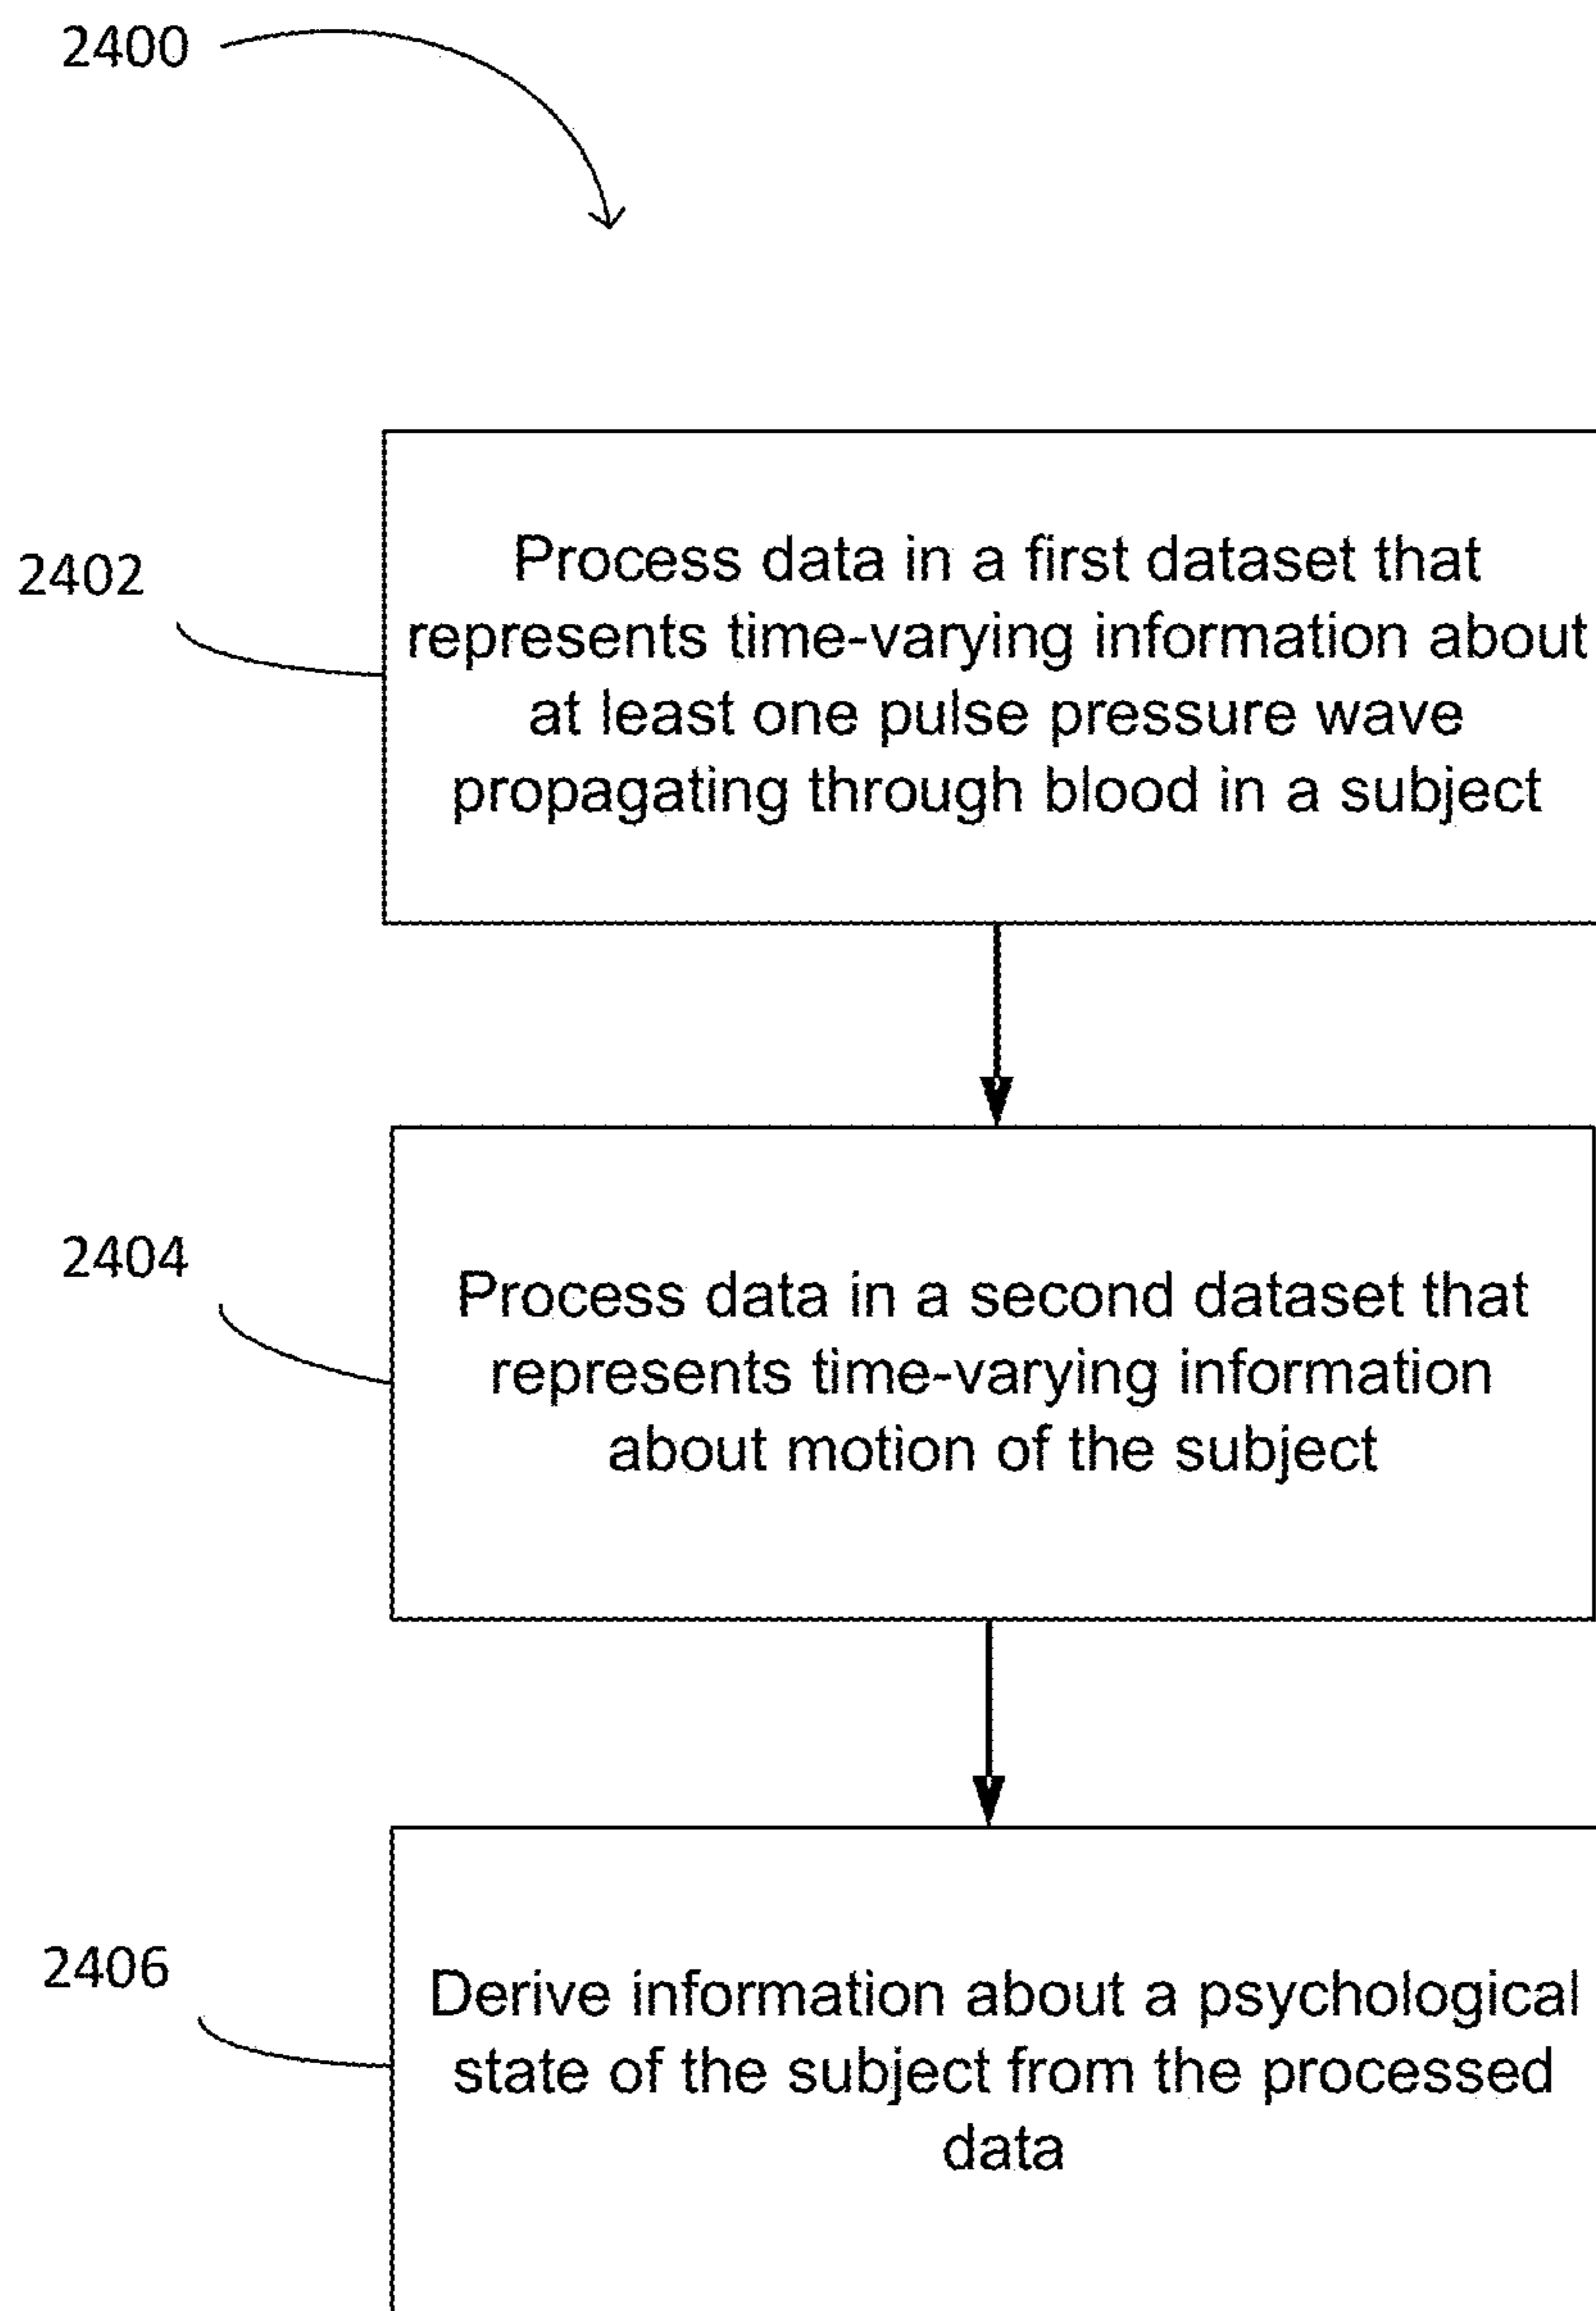 2400
2402
Process data in a first dataset that
represents time-varying information about
at least one pulse pressure wave
propagating through blood in a subject
2404
Process data in a second dataset that
represents time-varying information
about motion of the subject
2406
Derive information about a psychological
state of the subject from the processed
data